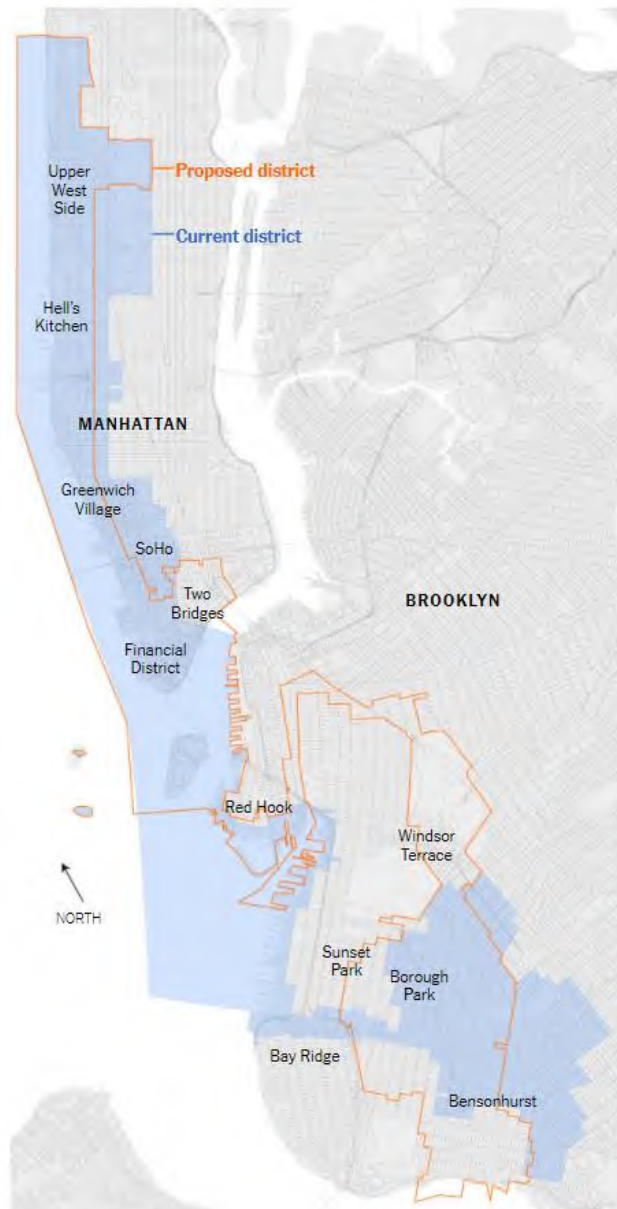 Upper
West
Side
Proposed district
Current district
Hell's
Kitchen
MANHATTAN
Greenwich
Village
SoHo
Two
Bridges
BROOKLYN
Financial
District
Red Hook
Windsor
Terrace
NORTH
Sunset
Park
Borough
Park
Bay Ridge
Bensonhurst